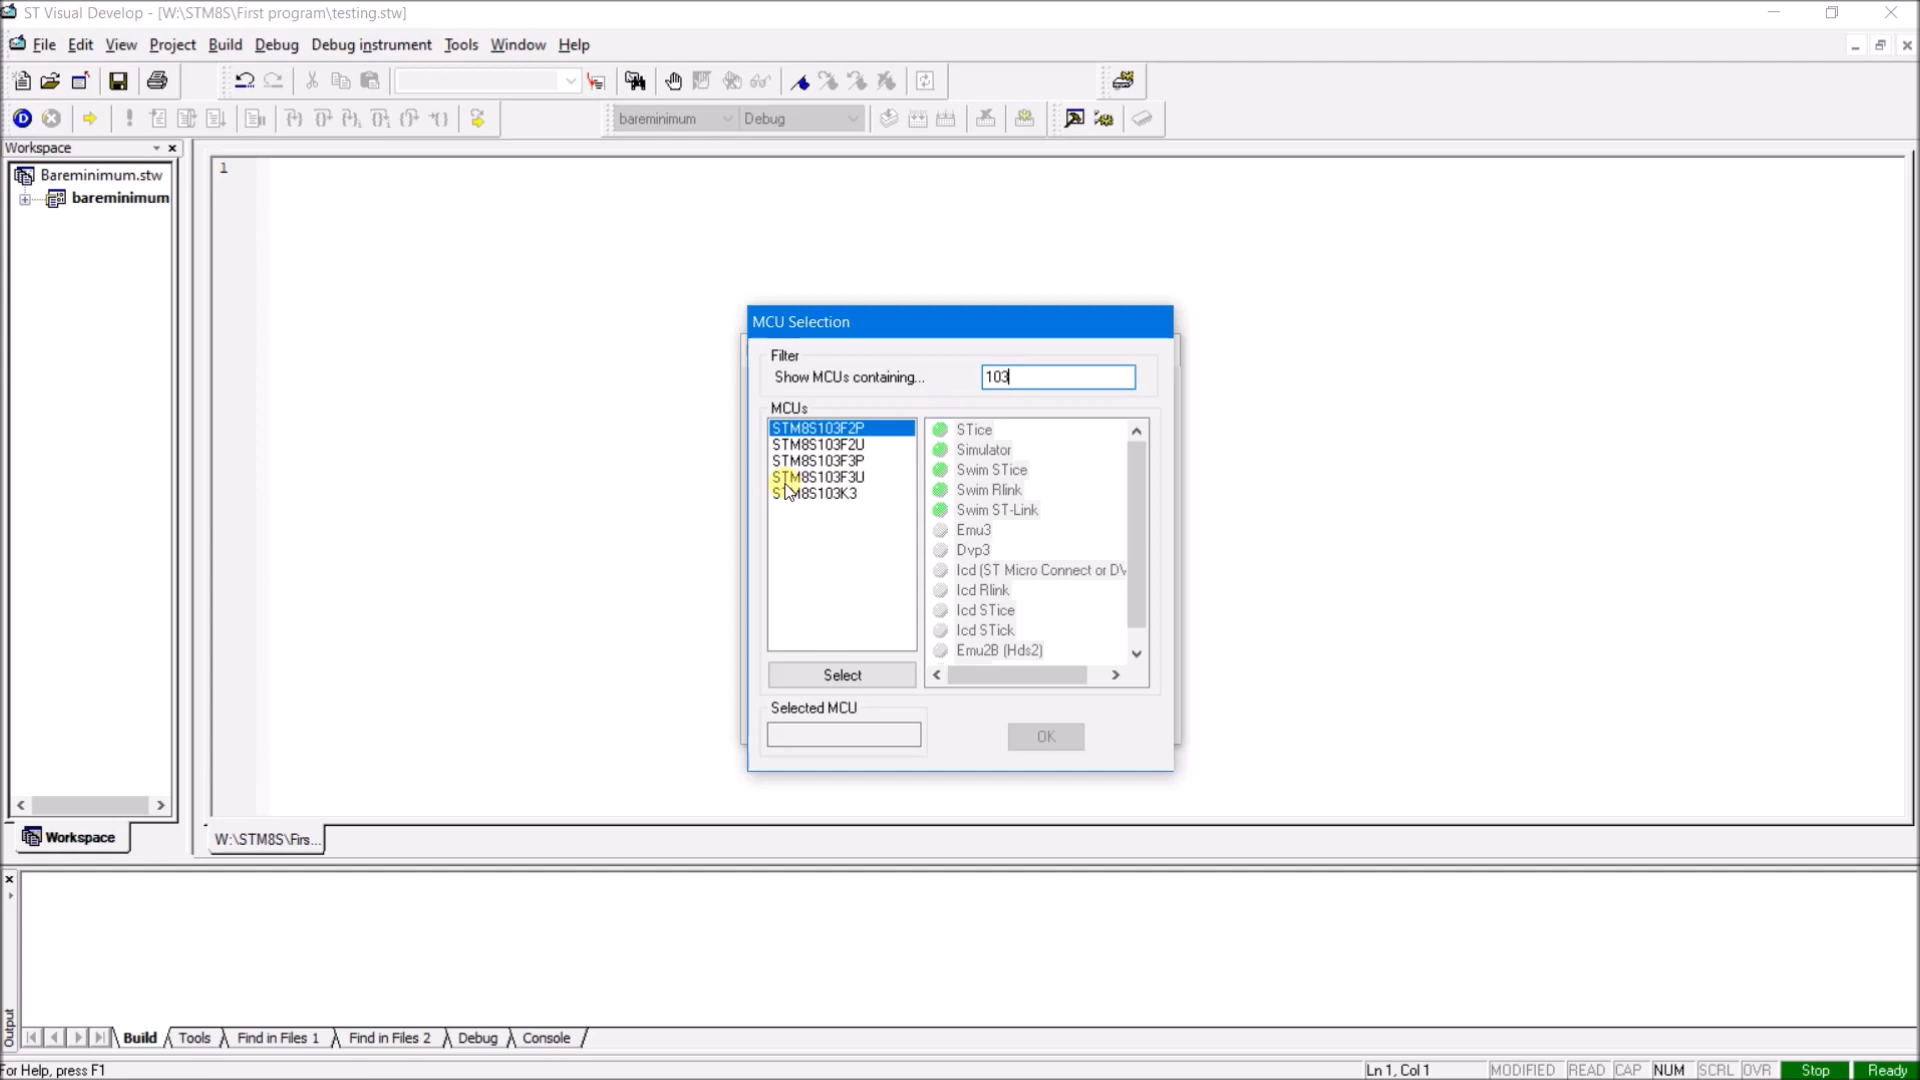 ST Visual Develop - [W:\STM8S\First program\testing.stw]
File Edit View Project Build Debug Debug instrument Tools Window Help
bareminimum Debug
Workspace
Bareminimum.stw
bareminimum
1
MCU Selection
Filter
Show MCUs containing... 103
MCUs
STM8S103F2P
STM8S103F2U
STM8S103F3P
STM8S103F3U
STM8S103K3
STice
Simulator
Swim STice
Swim Rlink
Swim ST-Link
Emu3
Dvp3
Icd (ST Micro Connect or DV
Icd Rlink
Icd STice
Icd STick
Emu2B (Hds2)
Select
Selected MCU
OK
Workspace
W:\STM8S\Firs...
Output
Build Tools Find in Files 1 Find in Files 2 Debug Console
For Help, press F1 Ln 1, Col 1 MODIFIED READ CAP NUM SCRL OVR Stop Ready